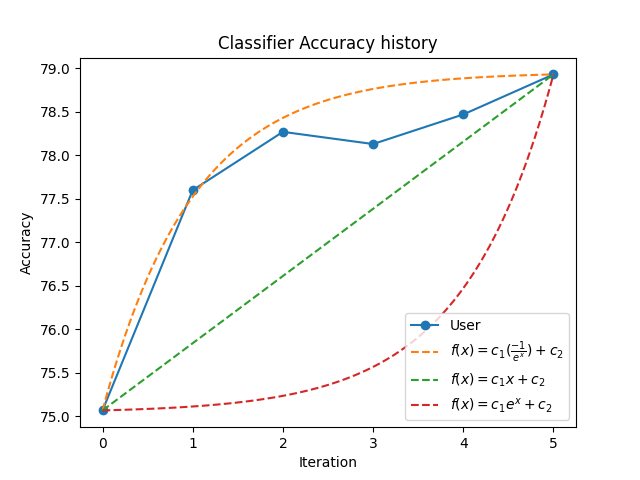 Classifier Accuracy history
Accuracy
79.0
78.5
78.0
77.5
77.0
76.5
76.0
75.5
75.0
User
f(x) = c₁(−1/eˣ) + c₂
f(x) = c₁x + c₂
f(x) = c₁eˣ + c₂
0 1 2 3 4 5
Iteration